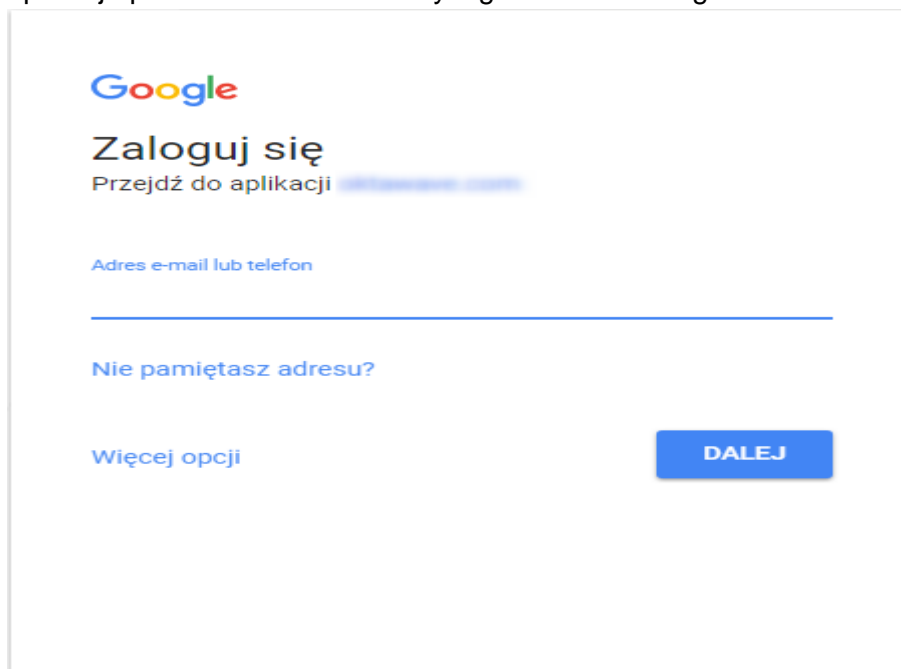 Google
Zaloguj się
Przejdź do aplikacji
Adres e-mail lub telefon
Nie pamiętasz adresu?
Więcej opcji
DALEJ